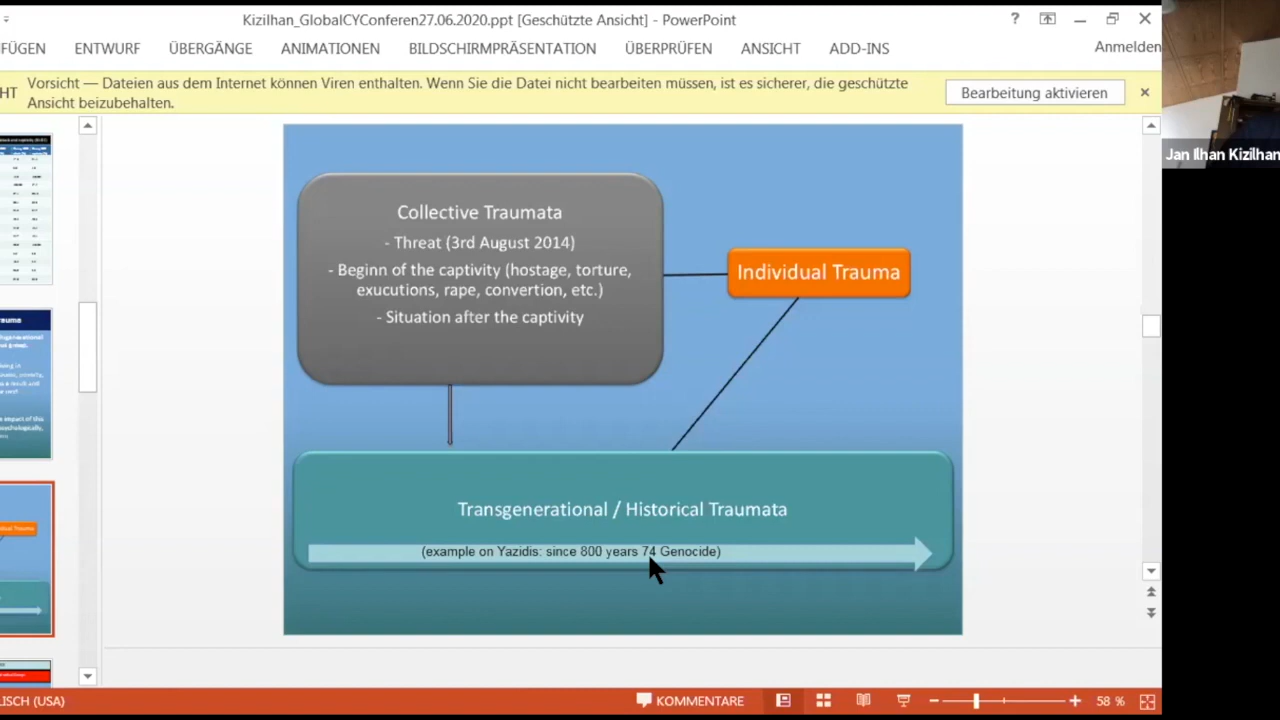 Kizilhan_GlobalCYConferen27.06.2020.ppt [Geschützte Ansicht] - PowerPoint
?
FÜGEN ENTWURF ÜBERGÄNGE ANIMATIONEN BILDSCHIRMPRÄSENTATION ÜBERPRÜFEN ANSICHT ADD-INS Anmelden
HT Vorsicht — Dateien aus dem Internet können Viren enthalten. Wenn Sie die Datei nicht bearbeiten müssen, ist es sicherer, die geschützte
Ansicht beizubehalten.
Bearbeitung aktivieren
Jan Ilhan Kizilhan
Collective Traumata
- Threat (3rd August 2014)
- Beginn of the captivity (hostage, torture,
exucutions, rape, convertion, etc.)
- Situation after the captivity
Individual Trauma
Transgenerational / Historical Traumata
(example on Yazidis: since 800 years 74 Genocide)
LISCH (USA) KOMMENTARE 58 %